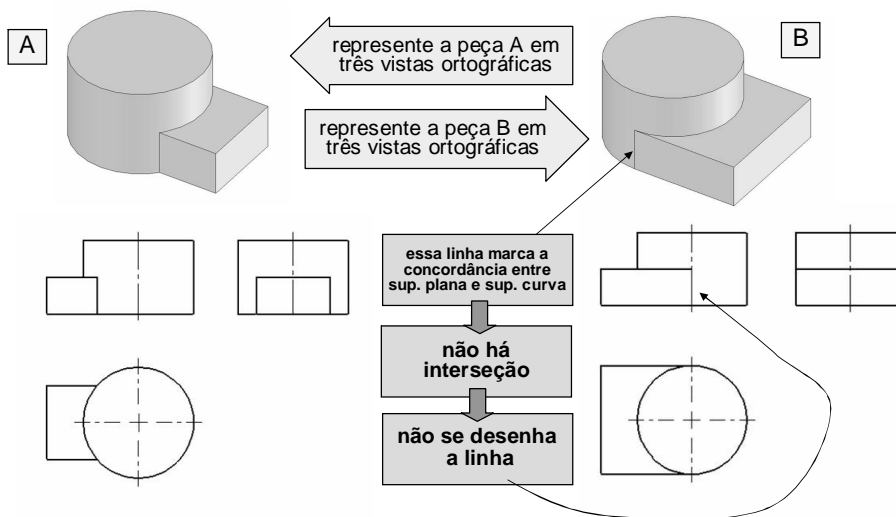 A
represente a peça A em
três vistas ortográficas
B
represente a peça B em
três vistas ortográficas
essa linha marca a
concordância entre
sup. plana e sup. curva
não há
interseção
não se desenha
a linha